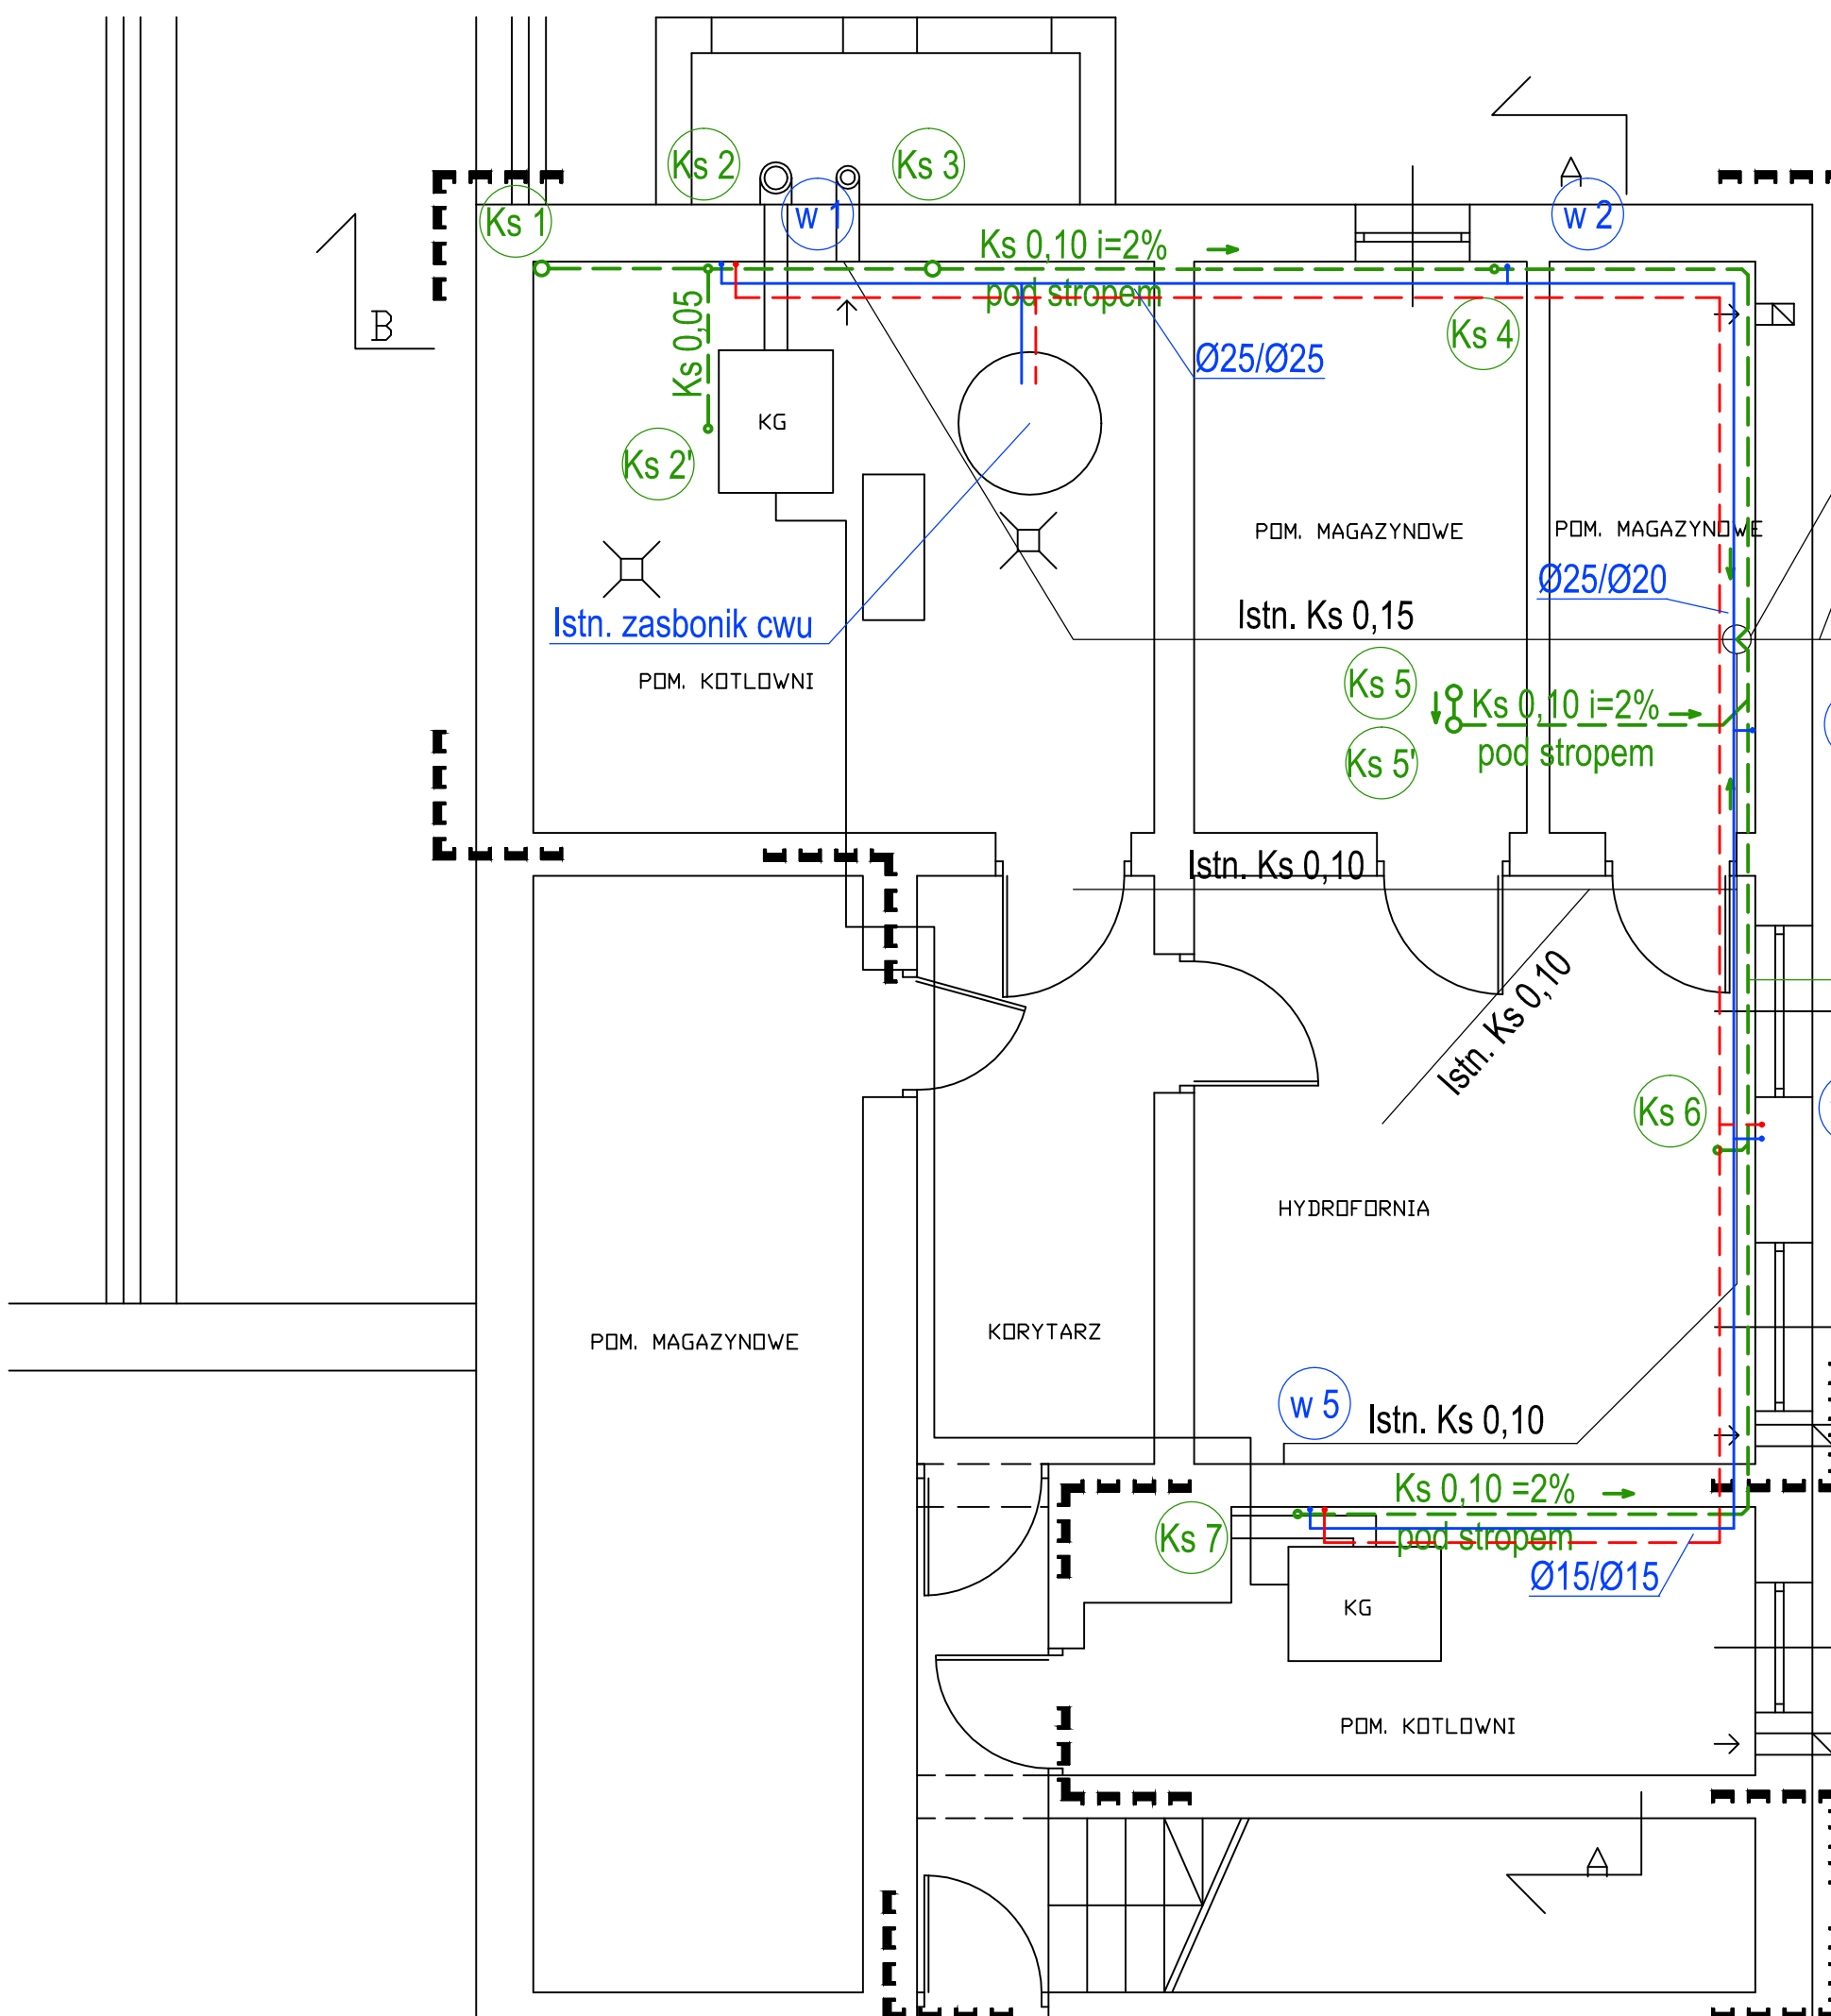 Ks 2
Ks 3
Ks 1
w 1
w 2
A
Ks 0,10 i=2%
pod stropem
B
Ks 0,05
Ks 4
Ø25/Ø25
KG
Ks 2'
POM. MAGAZYNOWE
POM. MAGAZYNOWE
Ø25/Ø20
Istn. zasbonik cwu
Istn. Ks 0,15
POM. KOTLOWNI
Ks 5
Ks 0,10 i=2%
pod stropem
Ks 5'
Istn. Ks 0,10
Istn. Ks 0,10
Ks 6
HYDROFORNIA
KORYTARZ
POM. MAGAZYNOWE
w 5
Istn. Ks 0,10
Ks 0,10 =2%
pod stropem
Ks 7
Ø15/Ø15
KG
POM. KOTLOWNI
A